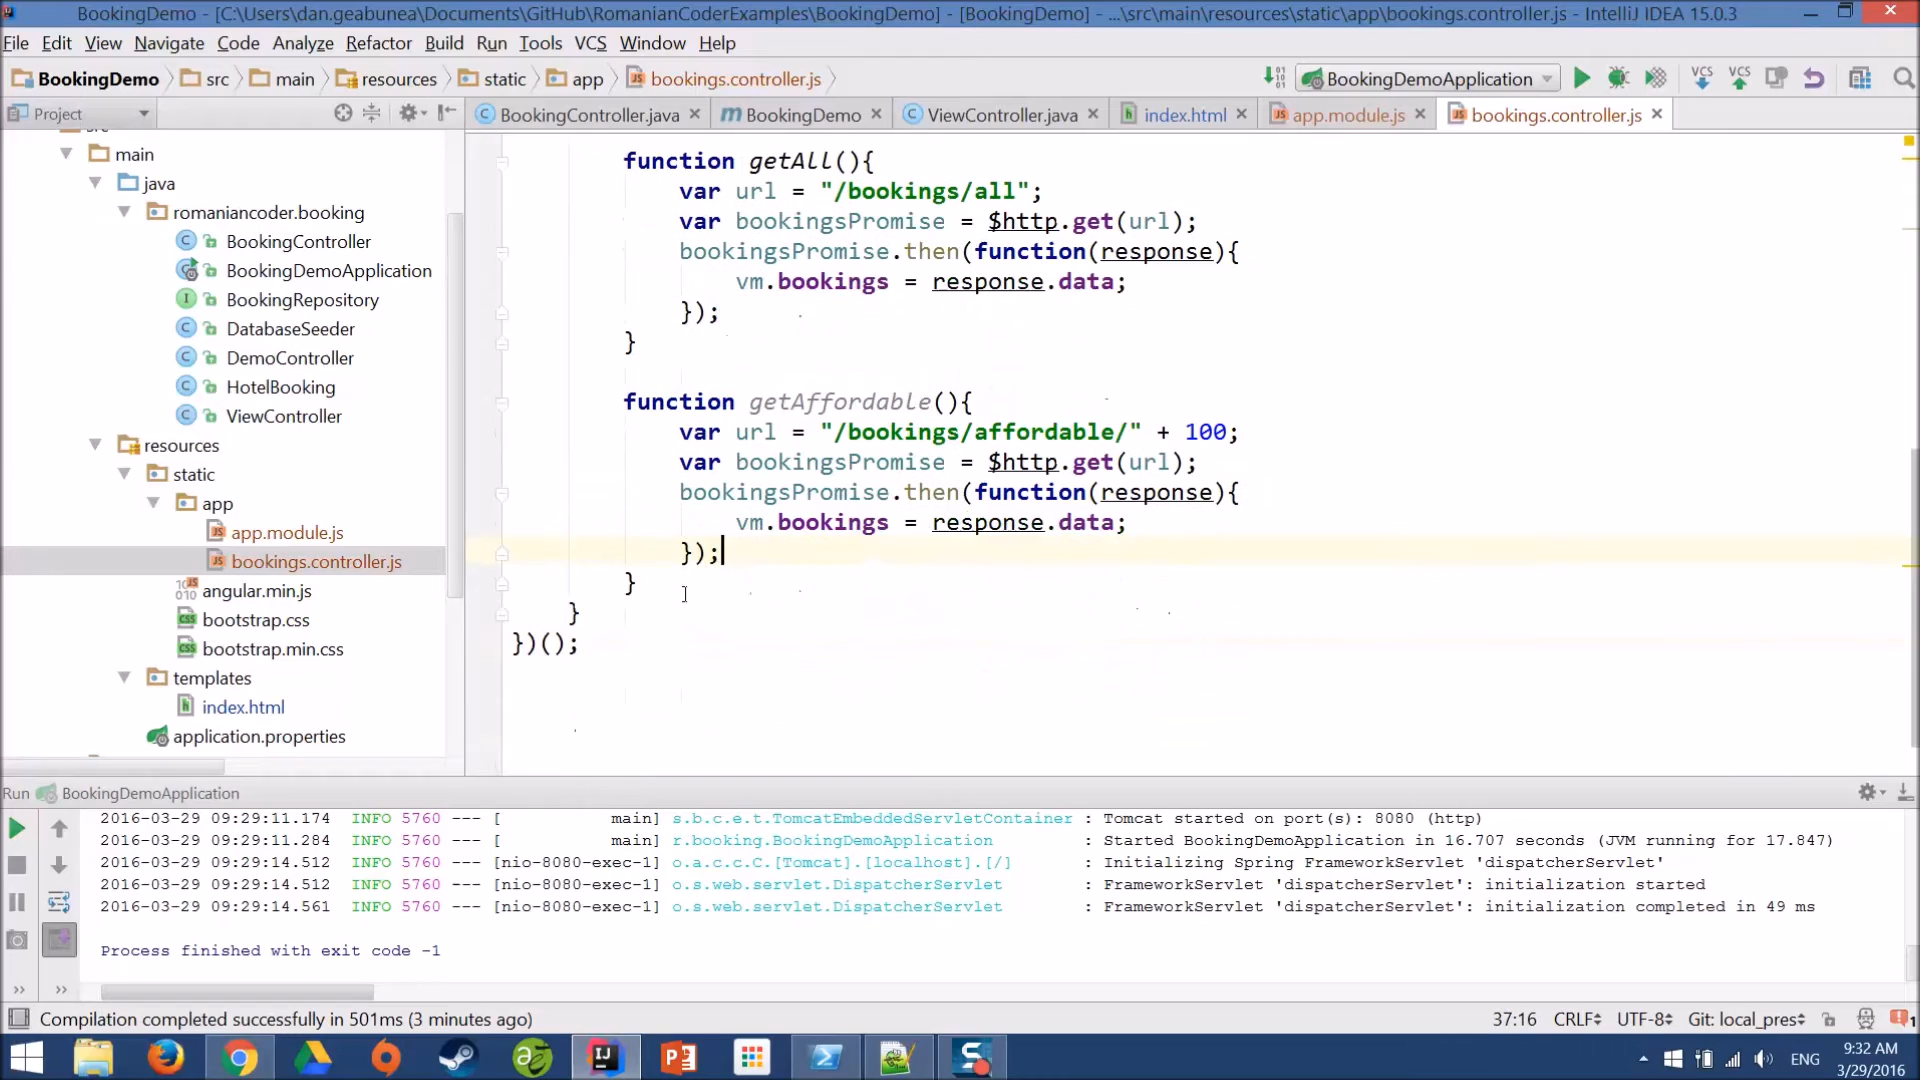 BookingDemo - [C:\Users\dan.geabunea\Documents\GitHub\RomanianCoderExamples\BookingDemo] - [BookingDemo] - ...\src\main\resources\static\app\bookings.controller.js - IntelliJ IDEA 15.0.3
File Edit View Navigate Code Analyze Refactor Build Run Tools VCS Window Help
BookingDemo src main resources static app bookings.controller.js BookingDemoApplication VCS VCS
Project BookingController.java BookingDemo ViewController.java index.html app.module.js bookings.controller.js
main
java
romaniancoder.booking
BookingController
BookingDemoApplication
BookingRepository
DatabaseSeeder
DemoController
HotelBooking
ViewController
resources
static
app
app.module.js
bookings.controller.js
angular.min.js
bootstrap.css
bootstrap.min.css
templates
index.html
application.properties
function getAll(){
var url = "/bookings/all";
var bookingsPromise = $http.get(url);
bookingsPromise.then(function(response){
vm.bookings = response.data;
});
}
function getAffordable(){
var url = "/bookings/affordable/" + 100;
var bookingsPromise = $http.get(url);
bookingsPromise.then(function(response){
vm.bookings = response.data;
});
}
}
})();
Run BookingDemoApplication
2016-03-29 09:29:11.174 INFO 5760 --- [ main] s.b.c.e.t.TomcatEmbeddedServletContainer : Tomcat started on port(s): 8080 (http)
2016-03-29 09:29:11.284 INFO 5760 --- [ main] r.booking.BookingDemoApplication : Started BookingDemoApplication in 16.707 seconds (JVM running for 17.847)
2016-03-29 09:29:14.512 INFO 5760 --- [nio-8080-exec-1] o.a.c.c.C.[Tomcat].[localhost].[/] : Initializing Spring FrameworkServlet 'dispatcherServlet'
2016-03-29 09:29:14.512 INFO 5760 --- [nio-8080-exec-1] o.s.web.servlet.DispatcherServlet : FrameworkServlet 'dispatcherServlet': initialization started
2016-03-29 09:29:14.561 INFO 5760 --- [nio-8080-exec-1] o.s.web.servlet.DispatcherServlet : FrameworkServlet 'dispatcherServlet': initialization completed in 49 ms
Process finished with exit code -1
Compilation completed successfully in 501ms (3 minutes ago) 37:16 CRLF UTF-8 Git: local_pres
ENG 9:32 AM
3/29/2016